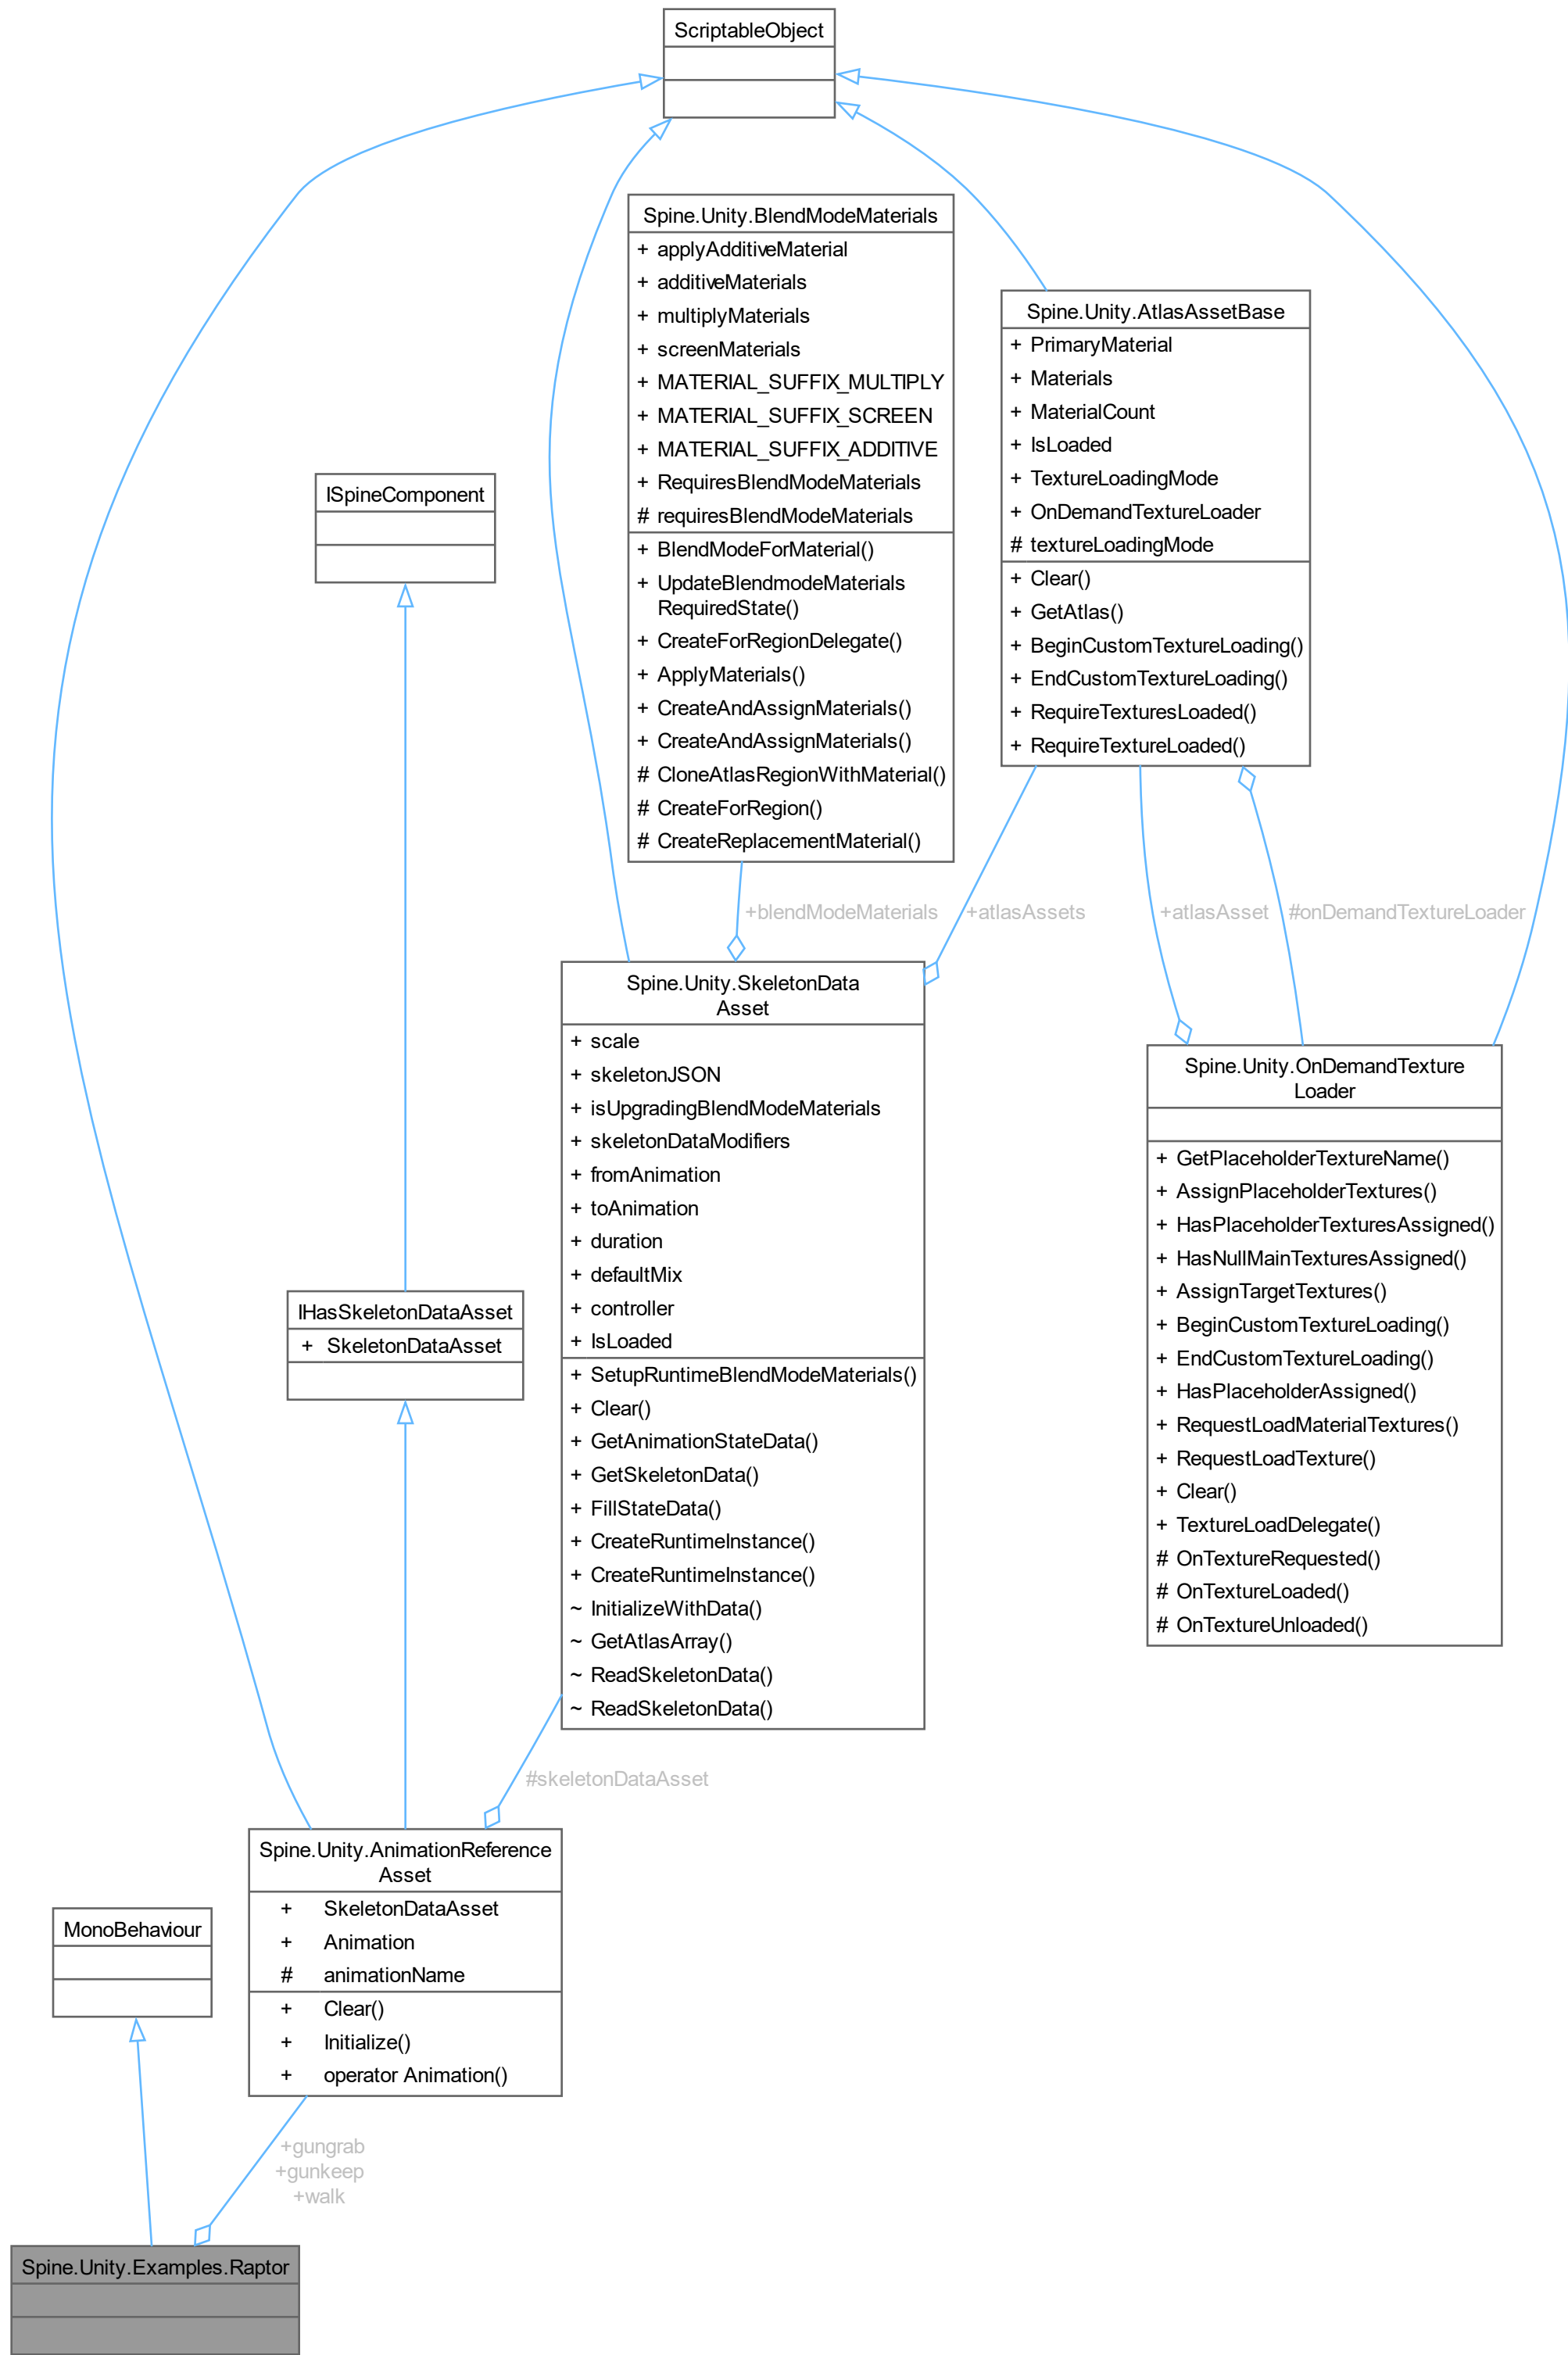 ScriptableObject
Spine.Unity.BlendModeMaterials
+ applyAdditiveMaterial
+ additiveMaterials
+ multiplyMaterials
+ screenMaterials
+ MATERIAL_SUFFIX_MULTIPLY
+ MATERIAL_SUFFIX_SCREEN
+ MATERIAL_SUFFIX_ADDITIVE
+ RequiresBlendModeMaterials
# requiresBlendModeMaterials
+ BlendModeForMaterial()
+ UpdateBlendmodeMaterials
RequiredState()
+ CreateForRegionDelegate()
+ ApplyMaterials()
+ CreateAndAssignMaterials()
+ CreateAndAssignMaterials()
# CloneAtlasRegionWithMaterial()
# CreateForRegion()
# CreateReplacementMaterial()
Spine.Unity.AtlasAssetBase
+ PrimaryMaterial
+ Materials
+ MaterialCount
+ IsLoaded
+ TextureLoadingMode
+ OnDemandTextureLoader
# textureLoadingMode
+ Clear()
+ GetAtlas()
+ BeginCustomTextureLoading()
+ EndCustomTextureLoading()
+ RequireTexturesLoaded()
+ RequireTextureLoaded()
ISpineComponent
+blendModeMaterials
+atlasAssets
+atlasAsset
#onDemandTextureLoader
Spine.Unity.SkeletonData
Asset
+ scale
+ skeletonJSON
+ isUpgradingBlendModeMaterials
+ skeletonDataModifiers
+ fromAnimation
+ toAnimation
+ duration
+ defaultMix
+ controller
+ IsLoaded
+ SetupRuntimeBlendModeMaterials()
+ Clear()
+ GetAnimationStateData()
+ GetSkeletonData()
+ FillStateData()
+ CreateRuntimeInstance()
+ CreateRuntimeInstance()
~ InitializeWithData()
~ GetAtlasArray()
~ ReadSkeletonData()
~ ReadSkeletonData()
Spine.Unity.OnDemandTexture
Loader
+ GetPlaceholderTextureName()
+ AssignPlaceholderTextures()
+ HasPlaceholderTexturesAssigned()
+ HasNullMainTexturesAssigned()
+ AssignTargetTextures()
+ BeginCustomTextureLoading()
+ EndCustomTextureLoading()
+ HasPlaceholderAssigned()
+ RequestLoadMaterialTextures()
+ RequestLoadTexture()
+ Clear()
+ TextureLoadDelegate()
# OnTextureRequested()
# OnTextureLoaded()
# OnTextureUnloaded()
IHasSkeletonDataAsset
+ SkeletonDataAsset
#skeletonDataAsset
Spine.Unity.AnimationReference
Asset
+ SkeletonDataAsset
+ Animation
# animationName
+ Clear()
+ Initialize()
+ operator Animation()
MonoBehaviour
+gungrab
+gunkeep
+walk
Spine.Unity.Examples.Raptor